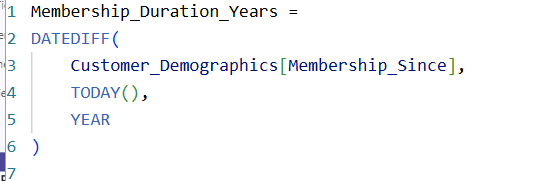 1 Membership_Duration_Years =
2 DATEDIFF(
3 Customer_Demographics[Membership_Since],
4 TODAY(),
5 YEAR
6 )
7